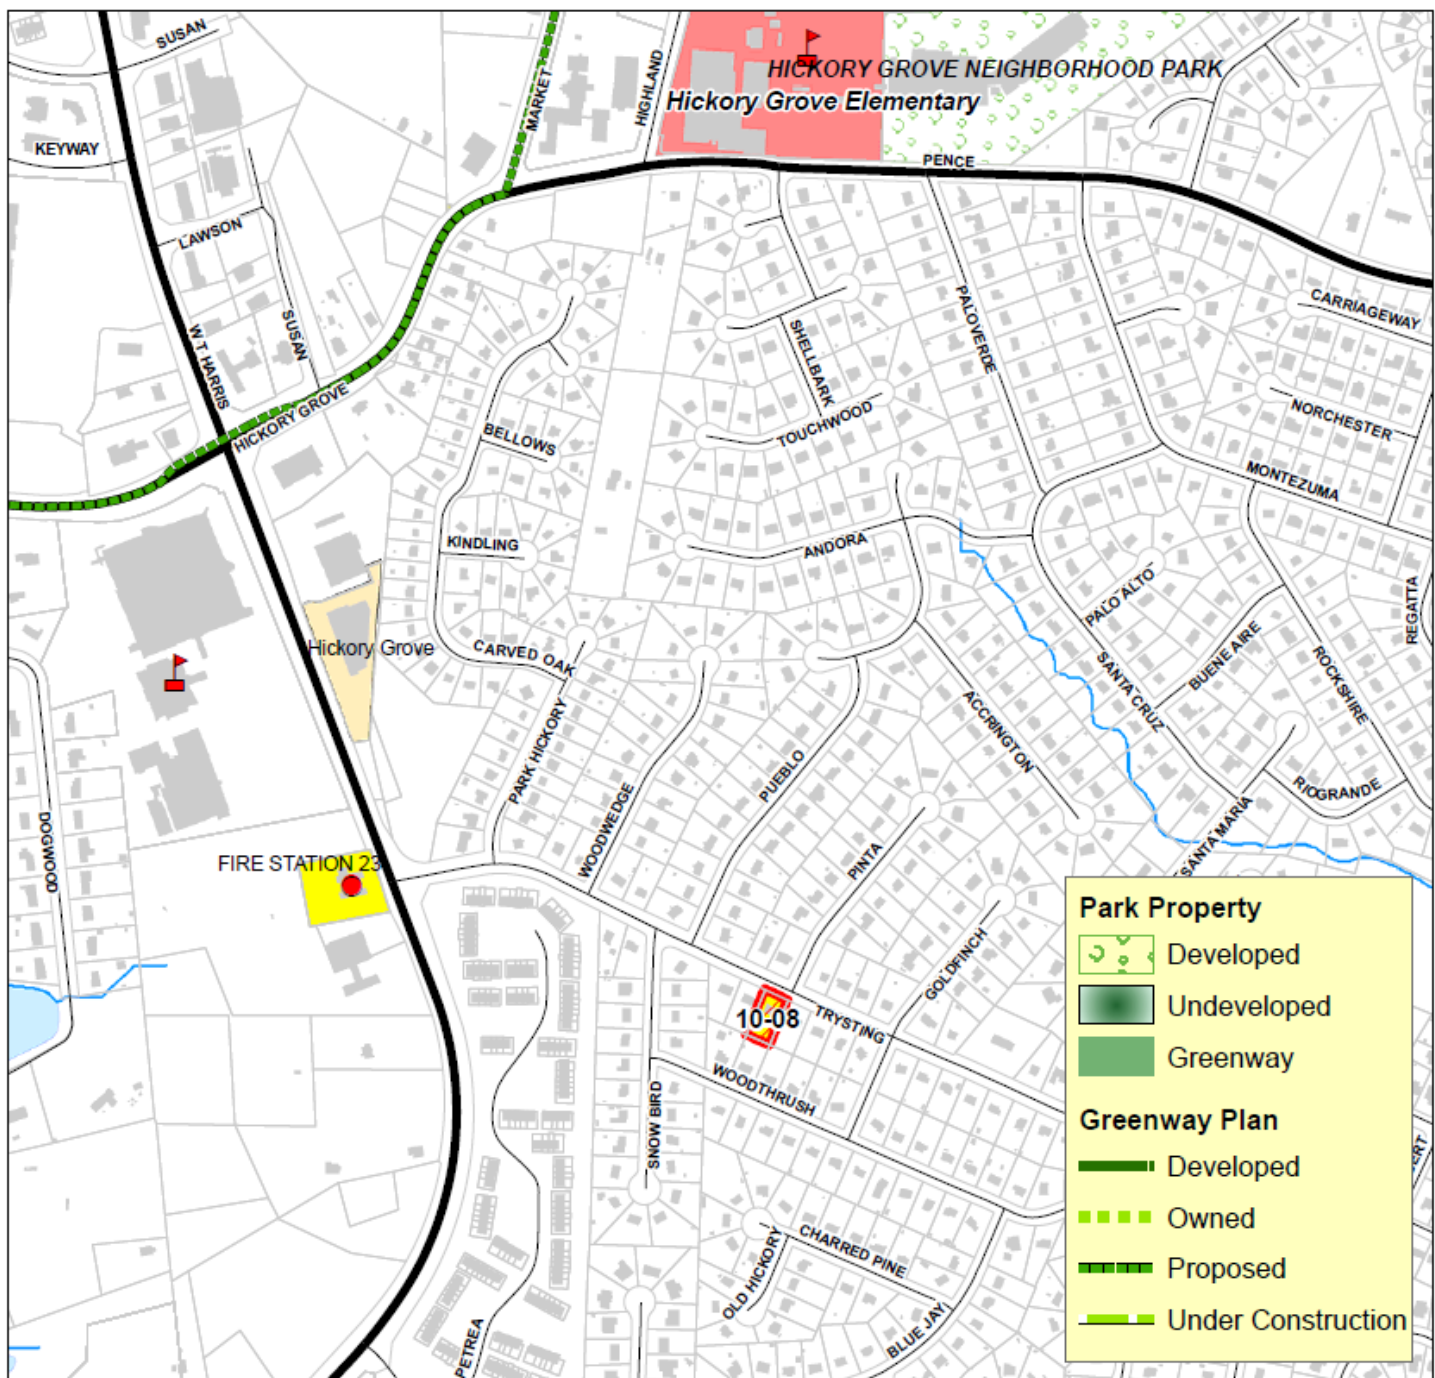 SUSAN
KEYWAY
MARKET
HIGHLAND
HICKORY GROVE NEIGHBORHOOD PARK
Hickory Grove Elementary
PENCE
LAWSON
SUSAN
W T HARRIS
HICKORY GROVE
SHELLBARK
PALOVERDE
CARRIAGEWAY
TOUCHWOOD
NORCHESTER
BELLOWS
MONTEZUMA
KINDLING
ANDORA
PALO ALTO
REGATTA
Hickory Grove
CARVED OAK
BUENE AIRE
SANTA CRUZ
ROCKSHIRE
ACCRINGTON
PARK HICKORY
PUEBLO
RIOGRANDE
WOODWEDGE
SANTA MARIA
DOGWOOD
PINTA
FIRE STATION 23
GOLDFINCH
10-08
TRYSTING
WOODTHRUSH
SNOW BIRD
CHARRED PINE
OLD HICKORY
BLUE JAY
PETREA
ERT
Park Property
Developed
Undeveloped
Greenway
Greenway Plan
Developed
Owned
Proposed
Under Construction